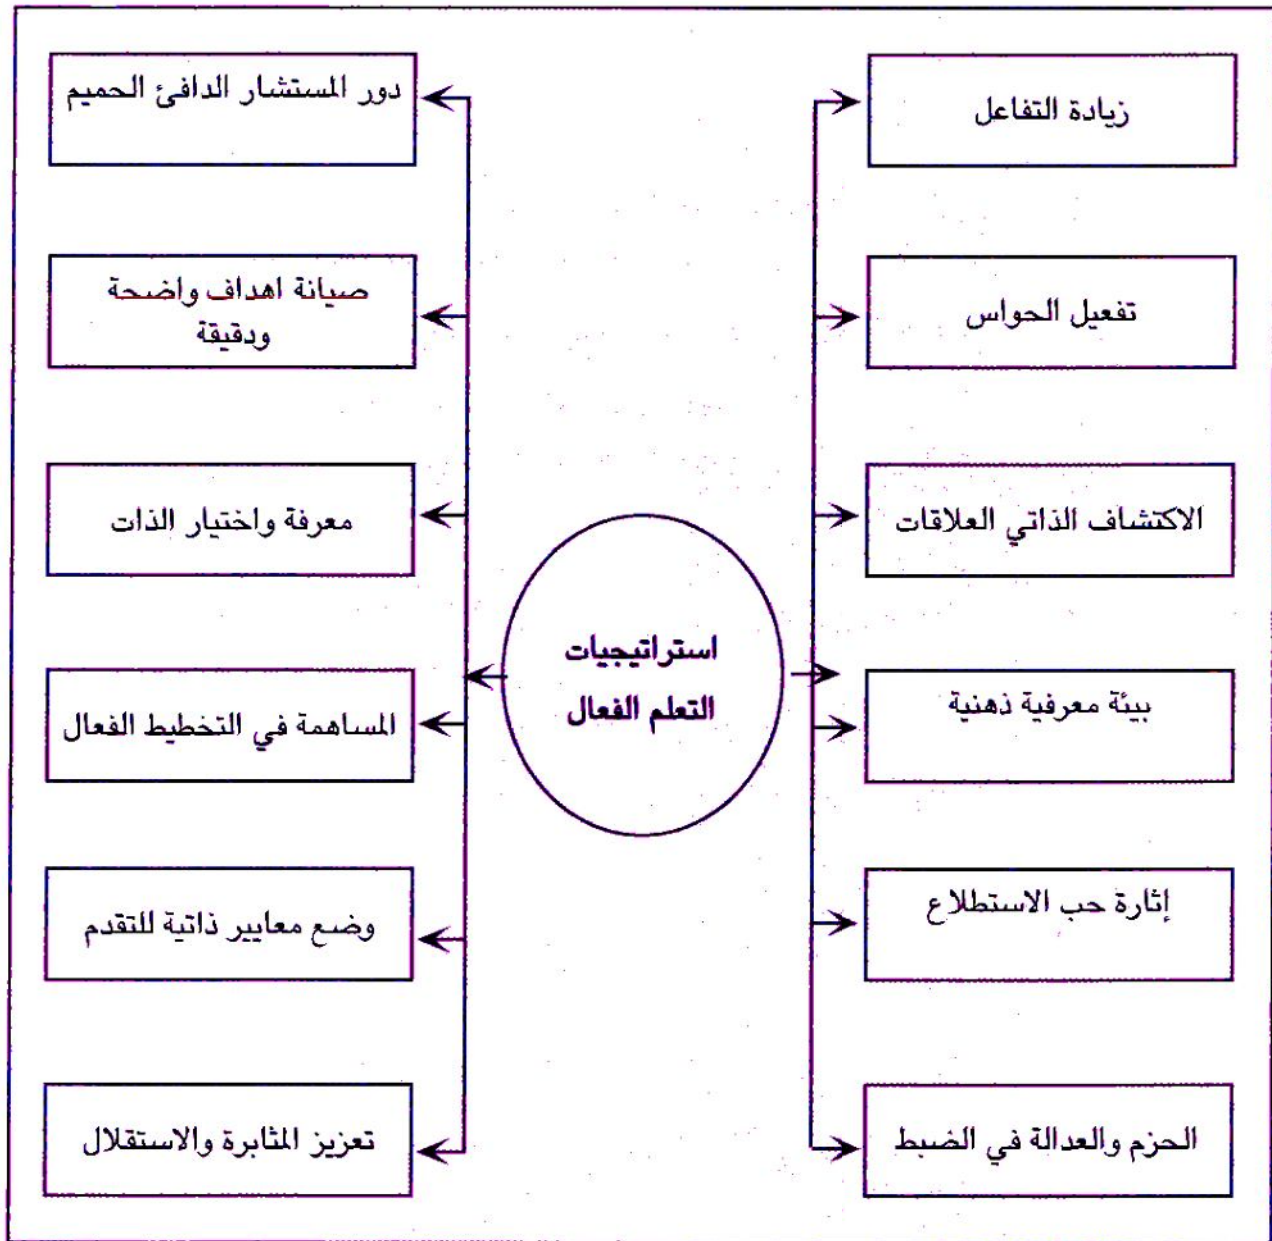 زيادة التفاعل
تفعيل الحواس
الاكتشاف الذاتي العلاقات
بيئة معرفية ذهنية
إثارة حب الاستطلاع
الحزم والعدالة في الضبط
استراتيجيات
التعلم الفعال
دور المستشار الدافئ الحميم
صيانة اهداف واضحة
ودقيقة
معرفة واختيار الذات
المساهمة في التخطيط الفعال
وضع معايير ذاتية للتقدم
تعزيز المثابرة والاستقلال